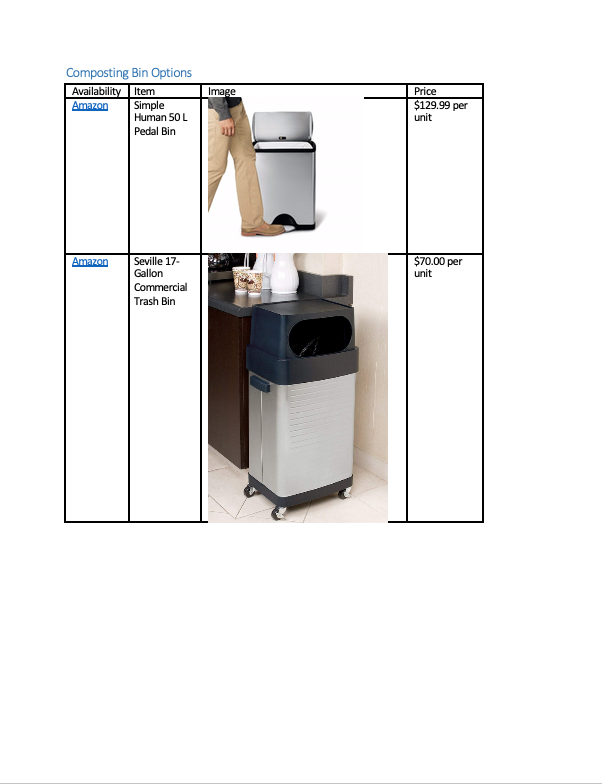 Composting Bin Options
Availability Item Image Price
Amazon
Simple
Human 50 L
Pedal Bin
$129.99 per
unit
Amazon
Seville 17-
Gallon
Commercial
Trash Bin
$70.00 per
unit